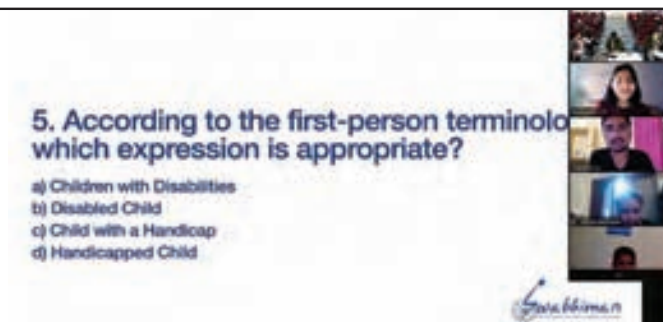 5. According to the first-person terminolo
which expression is appropriate?
a) Children with Disabilities
b) Disabled Child
c) Child with a Handicap
d) Handicapped Child
Swabhiman